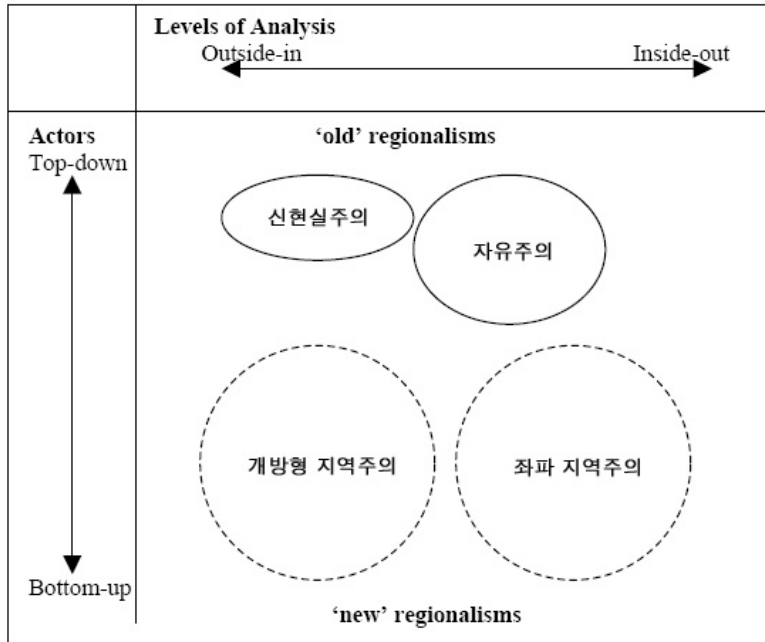 Levels of Analysis
Outside-in Inside-out
Actors
Top-down
‘old’ regionalisms
신현실주의
자유주의
개방형 지역주의
좌파 지역주의
Bottom-up
‘new’ regionalisms